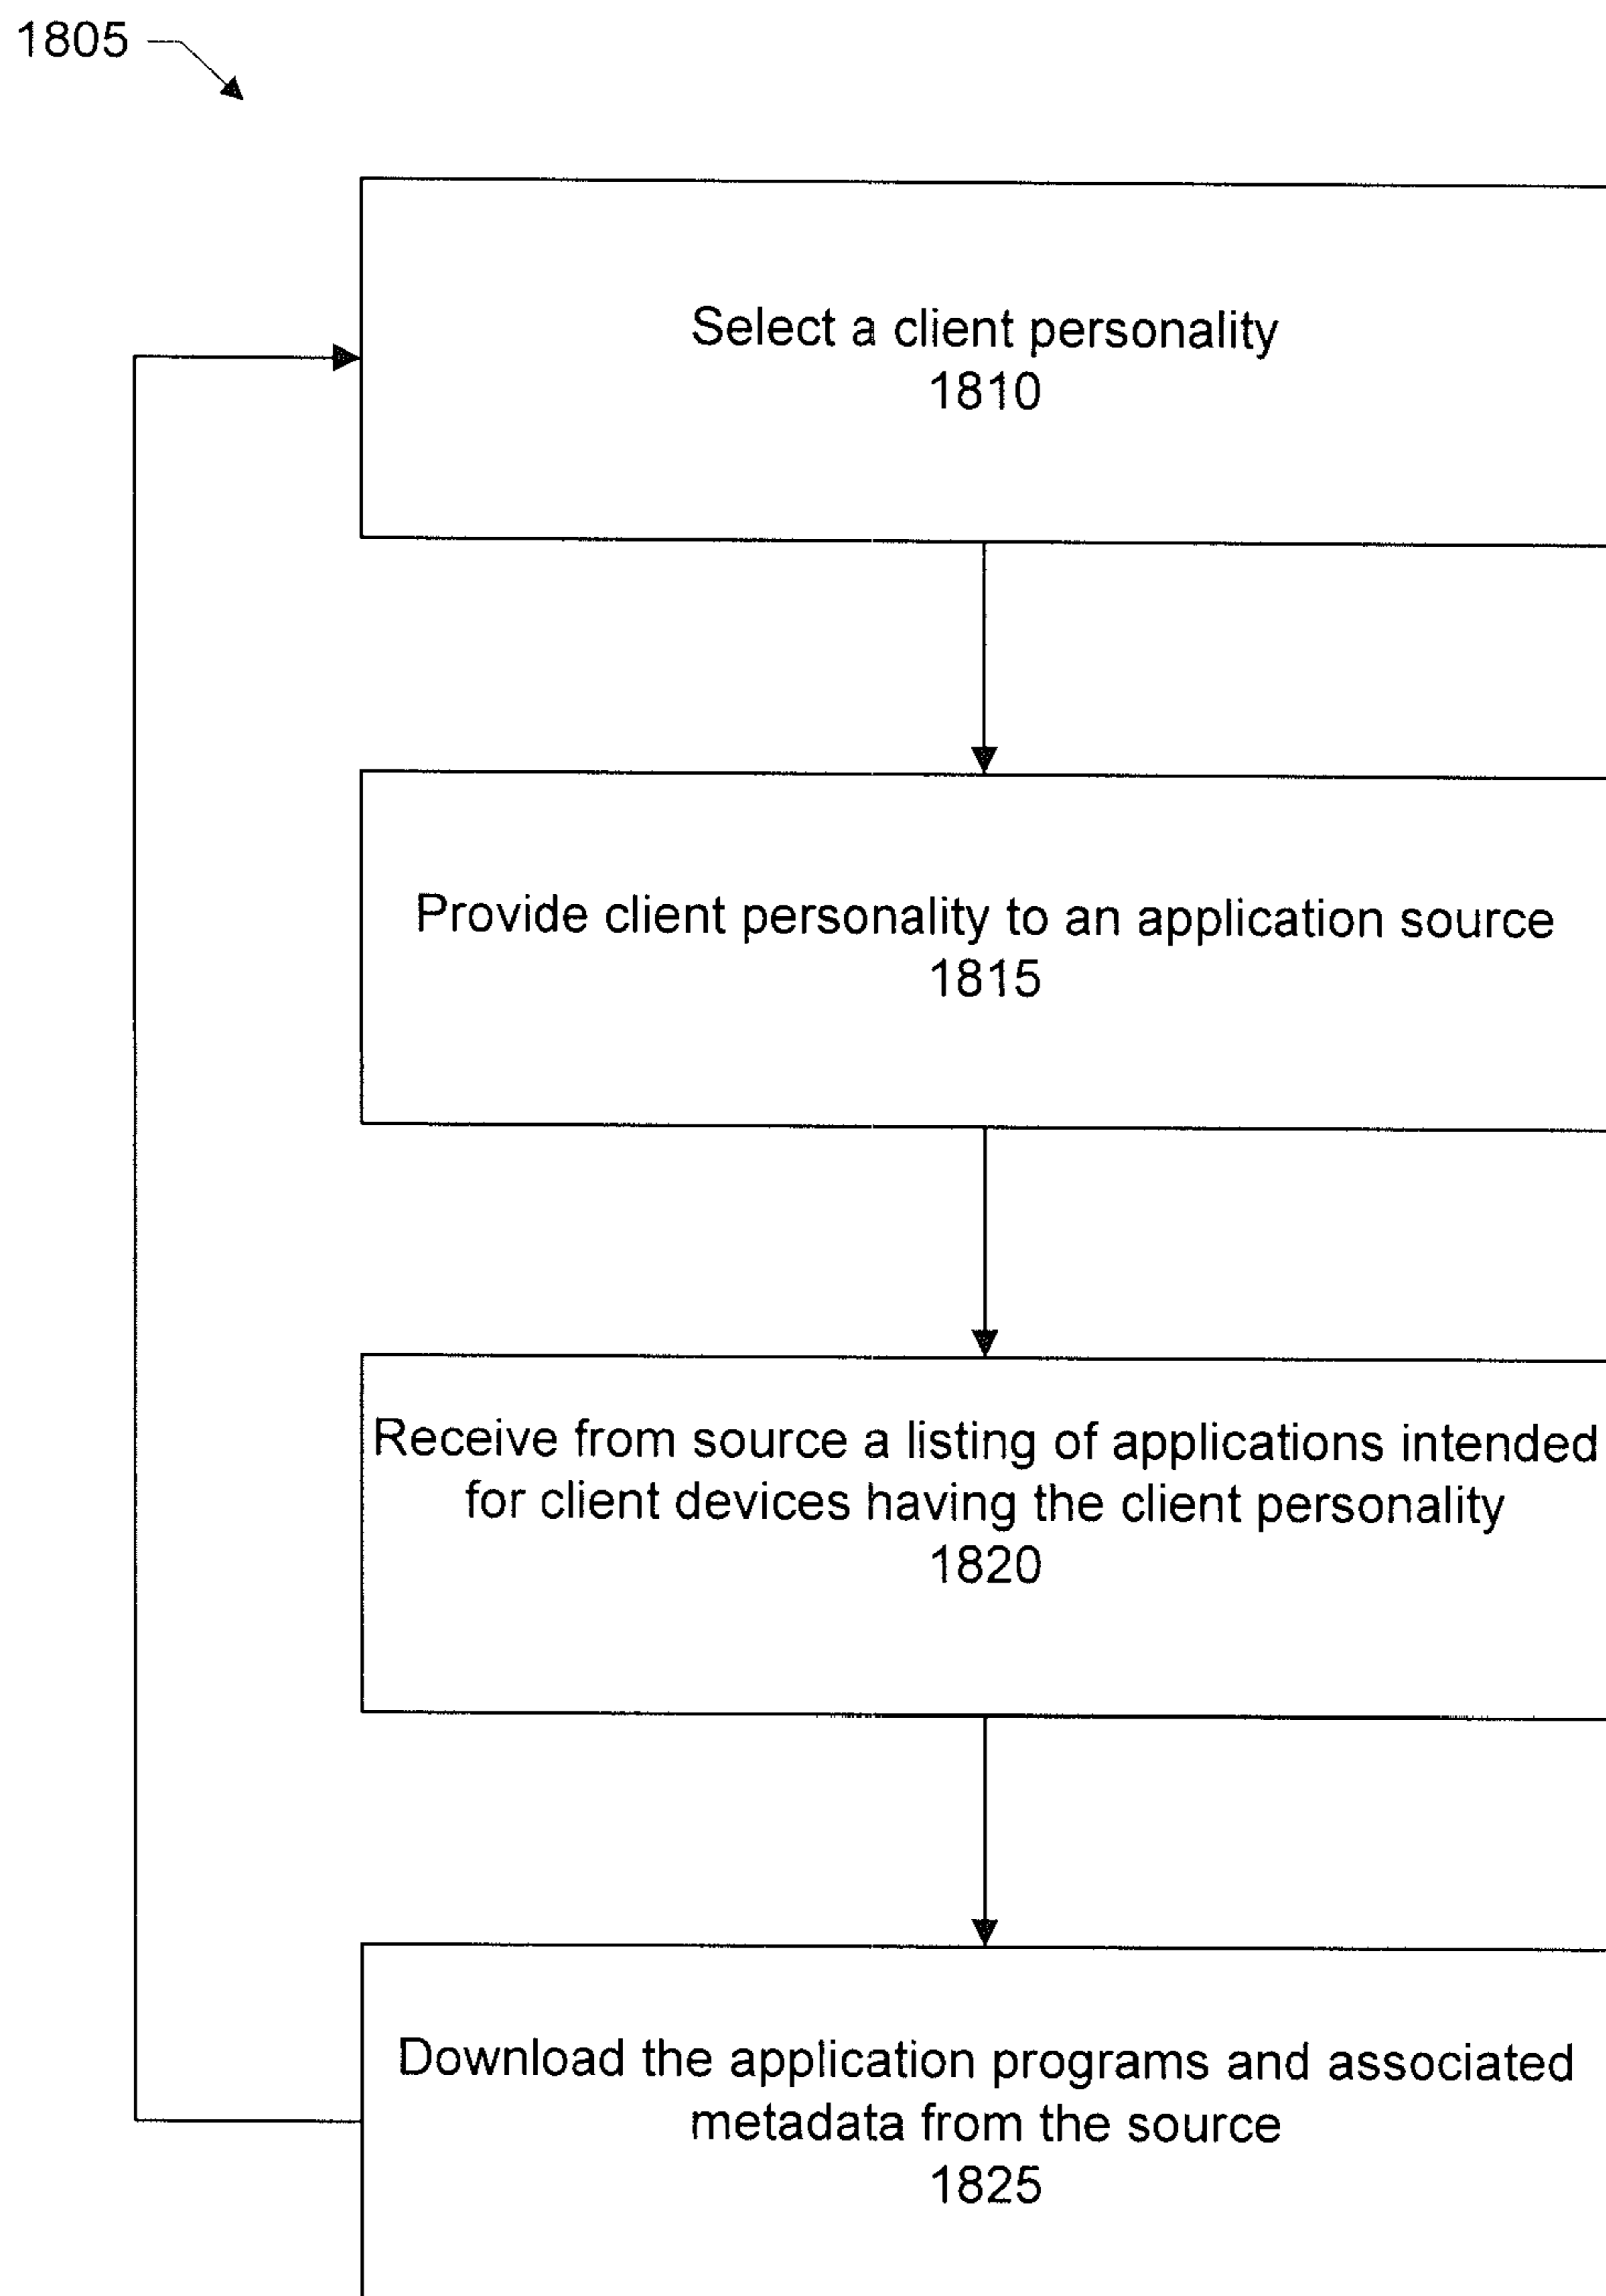 1805
Select a client personality
1810
Provide client personality to an application source
1815
Receive from source a listing of applications intended
for client devices having the client personality
1820
Download the application programs and associated
metadata from the source
1825